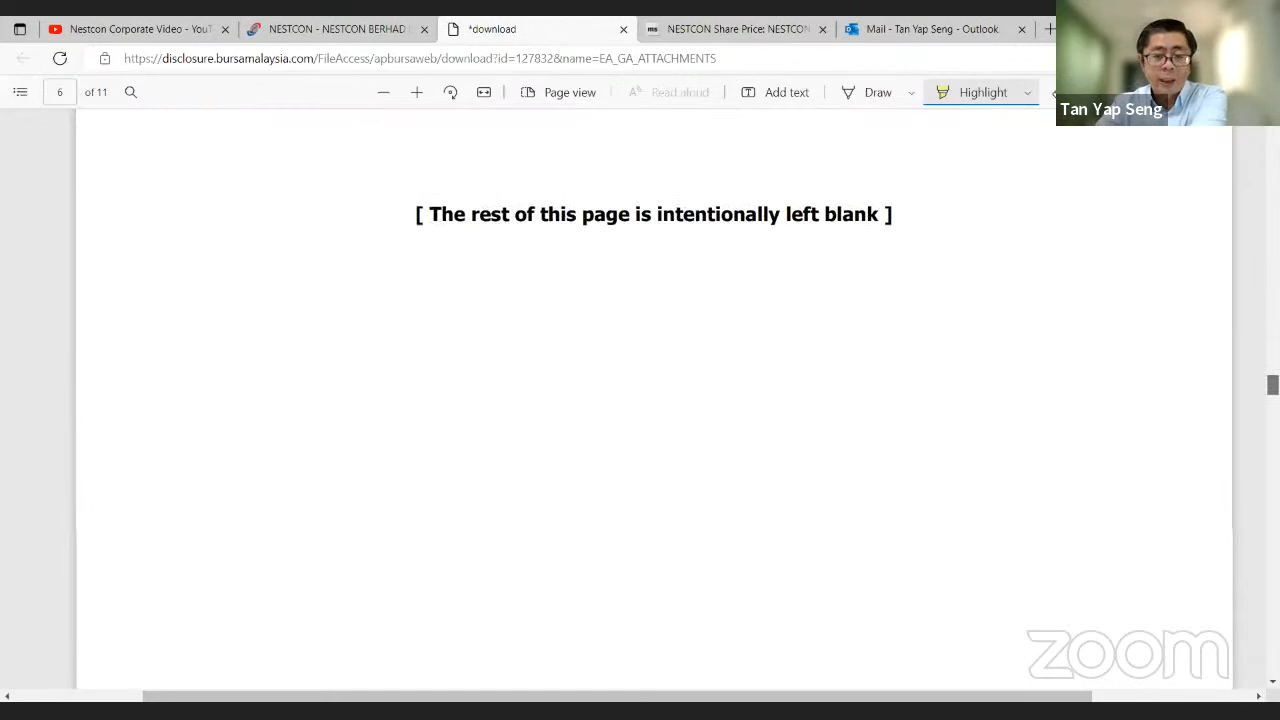 Nestcon Corporate Video - YouT
NESTCON - NESTCON BERHAD
*download
NESTCON Share Price: NESTCON
Mail - Tan Yap Seng - Outlook
https://disclosure.bursamalaysia.com/FileAccess/apbursaweb/download?id=127832&name=EA_GA_ATTACHMENTS
6 of 11
Page view
Read aloud
Add text
Draw
Highlight
Tan Yap Seng
[ The rest of this page is intentionally left blank ]
zoom